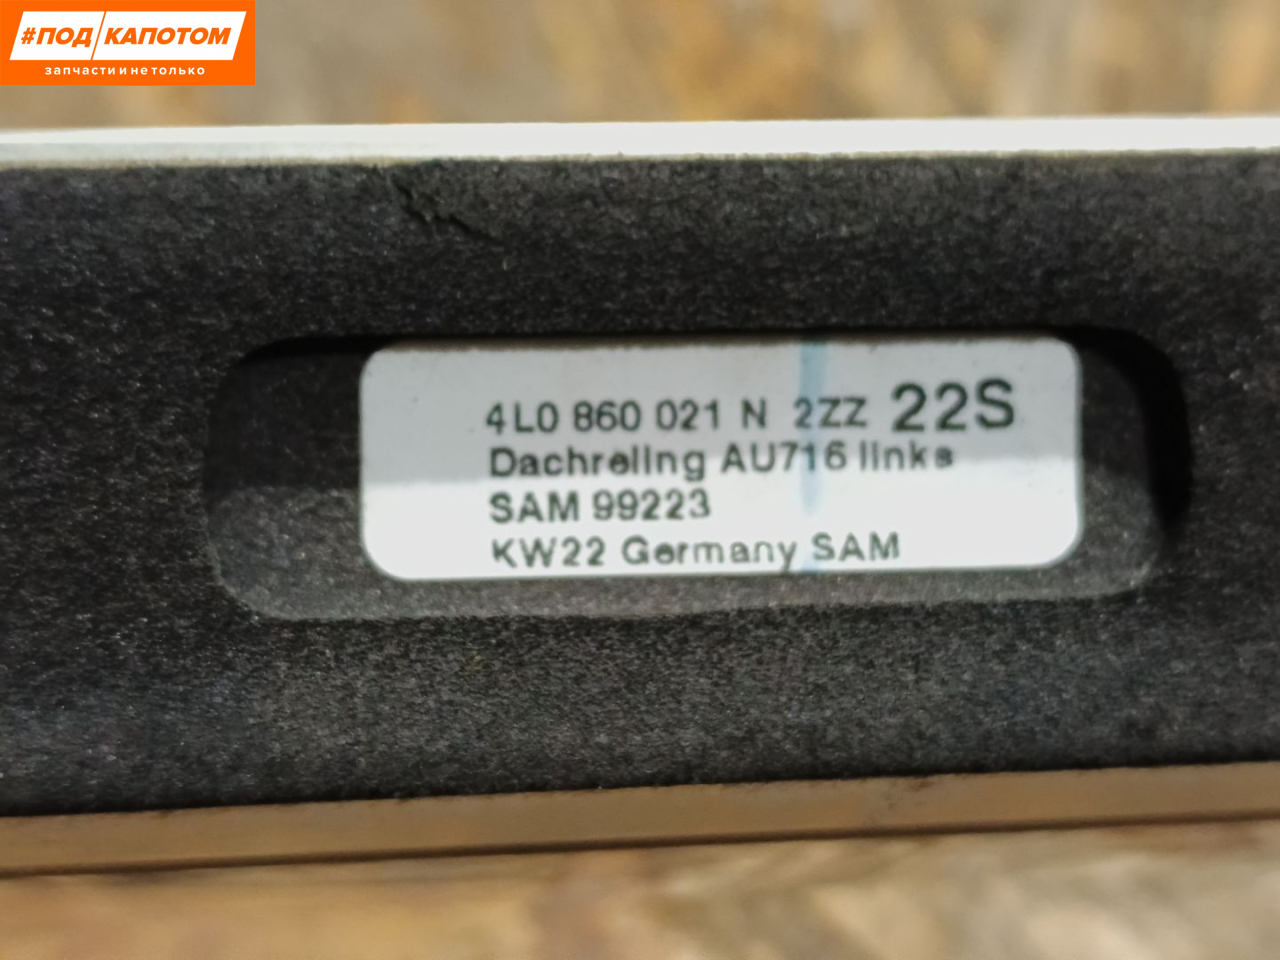 #ПОД КАПОТОМ
запчасти и не только
4L0 860 021 N 2ZZ 22S
Dachreling AU716 links
SAM 99223
KW22 Germany SAM